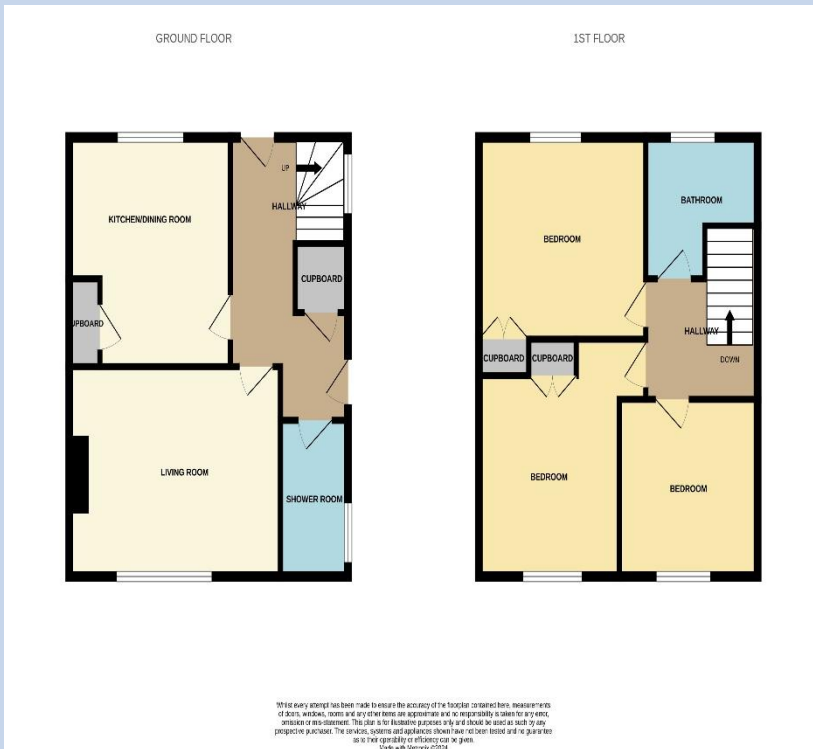 GROUND FLOOR
1ST FLOOR
UP
HALLWAY
KITCHEN/DINING ROOM
CUPBOARD
UPBOARD
LIVING ROOM
SHOWER ROOM
BATHROOM
BEDROOM
HALLWAY
DOWN
CUPBOARD
CUPBOARD
BEDROOM
BEDROOM
Whilst every attempt has been made to ensure the accuracy of the floorplan contained here, measurements
of doors, windows, rooms and any other items are approximate and no responsibility is taken for any error,
omission or mis-statement. This plan is for illustrative purposes only and should be used as such by any
prospective purchaser. The services, systems and appliances shown have not been tested and no guarantee
as to their operability or efficiency can be given.
Made with Metropix ©2024